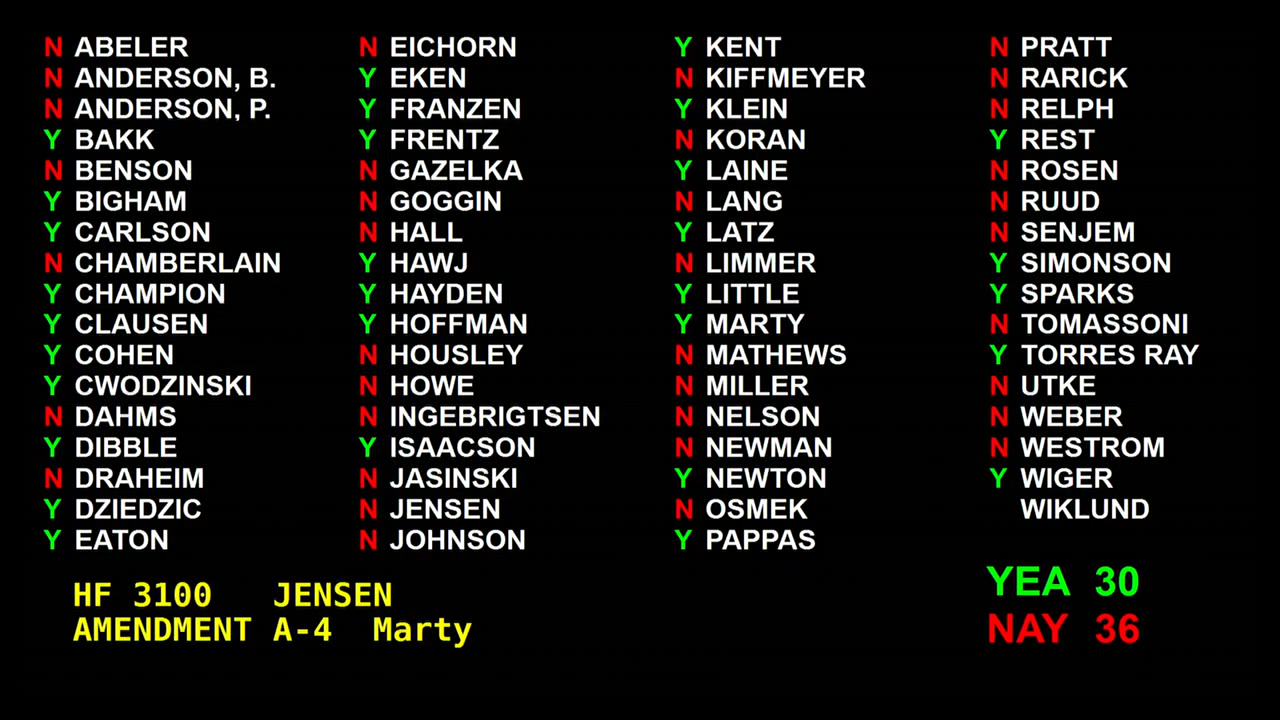 N ABELER
N ANDERSON, B.
N ANDERSON, P.
Y BAKK
N BENSON
Y BIGHAM
Y CARLSON
N CHAMBERLAIN
Y CHAMPION
Y CLAUSEN
Y COHEN
Y CWODZINSKI
N DAHMS
Y DIBBLE
N DRAHEIM
Y DZIEDZIC
Y EATON
N EICHORN
Y EKEN
Y FRANZEN
Y FRENTZ
N GAZELKA
N GOGGIN
N HALL
Y HAWJ
Y HAYDEN
Y HOFFMAN
N HOUSLEY
N HOWE
N INGEBRIGTSEN
Y ISAACSON
N JASINSKI
N JENSEN
N JOHNSON
Y KENT
N KIFFMEYER
Y KLEIN
N KORAN
Y LAINE
N LANG
Y LATZ
N LIMMER
Y LITTLE
Y MARTY
N MATHEWS
N MILLER
N NELSON
N NEWMAN
Y NEWTON
N OSMEK
Y PAPPAS
N PRATT
N RARICK
N RELPH
Y REST
N ROSEN
N RUUD
N SENJEM
Y SIMONSON
Y SPARKS
N TOMASSONI
Y TORRES RAY
N UTKE
N WEBER
N WESTROM
Y WIGER
WIKLUND
HF 3100 JENSEN
AMENDMENT A-4 Marty
YEA 30
NAY 36